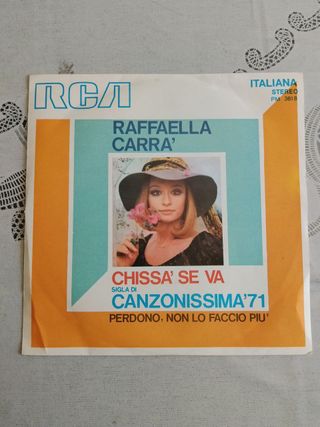 RCA
ITALIANA
STEREO
PM 3618
RAFFAELLA
CARRA'
CHISSA' SE VA
SIGLA DI
CANZONISSIMA'71
PERDONO, NON LO FACCIO PIU'